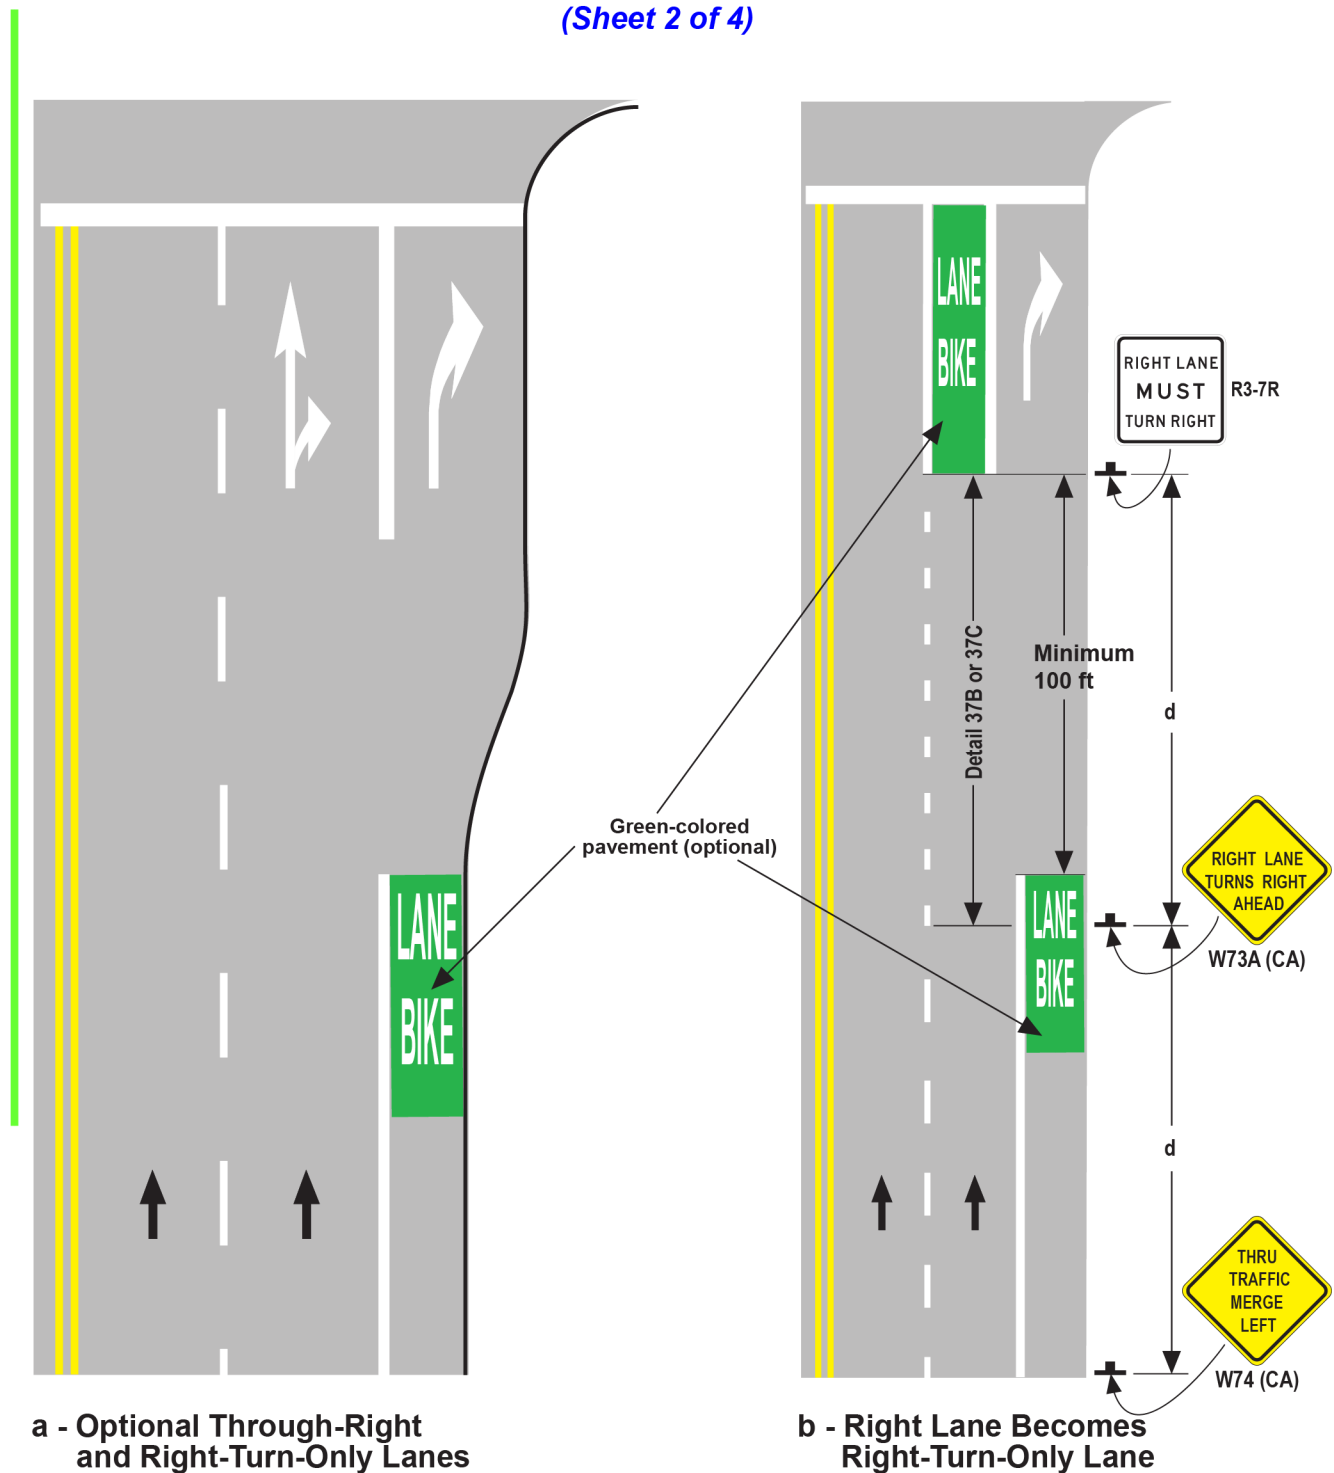 (Sheet 2 of 4)
LANE
BIKE
RIGHT LANE
MUST
TURN RIGHT
R3-7R
Detail 37B or 37C
Minimum
100 ft
d
Green-colored
pavement (optional)
RIGHT LANE
TURNS RIGHT
AHEAD
W73A (CA)
LANE
BIKE
LANE
BIKE
d
THRU
TRAFFIC
MERGE
LEFT
W74 (CA)
a - Optional Through-Right
and Right-Turn-Only Lanes
b - Right Lane Becomes
Right-Turn-Only Lane